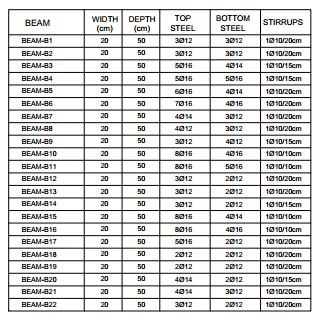 BEAM WIDTH (cm) DEPTH (cm) TOP STEEL BOTTOM STEEL STIRRUPS
BEAM-B1 20 50 3Ø12 3Ø12 1Ø10/20cm
BEAM-B2 20 50 3Ø12 3Ø12 1Ø10/20cm
BEAM-B3 20 50 5Ø16 4Ø14 1Ø10/15cm
BEAM-B4 20 50 5Ø16 5Ø16 1Ø10/15cm
BEAM-B5 20 50 6Ø16 4Ø14 1Ø10/20cm
BEAM-B6 20 50 7Ø16 4Ø16 1Ø10/20cm
BEAM-B7 20 50 4Ø14 3Ø12 1Ø10/20cm
BEAM-B8 20 50 4Ø12 3Ø12 1Ø10/20cm
BEAM-B9 20 50 3Ø12 3Ø12 1Ø10/15cm
BEAM-B10 20 50 8Ø16 4Ø16 1Ø10/10cm
BEAM-B11 20 50 8Ø16 5Ø16 1Ø10/10cm
BEAM-B12 20 50 3Ø12 2Ø12 1Ø10/20cm
BEAM-B13 20 50 3Ø12 2Ø12 1Ø10/20cm
BEAM-B14 20 50 3Ø12 2Ø12 1Ø10/15cm
BEAM-B15 20 50 8Ø16 4Ø14 1Ø10/10cm
BEAM-B16 20 50 8Ø16 4Ø16 1Ø10/10cm
BEAM-B17 20 50 5Ø16 2Ø12 1Ø10/20cm
BEAM-B18 20 50 2Ø12 2Ø12 1Ø10/20cm
BEAM-B19 20 50 2Ø12 2Ø12 1Ø10/20cm
BEAM-B20 20 50 4Ø14 2Ø12 1Ø10/15cm
BEAM-B21 20 50 4Ø14 3Ø12 1Ø10/20cm
BEAM-B22 20 50 3Ø12 2Ø12 1Ø10/20cm